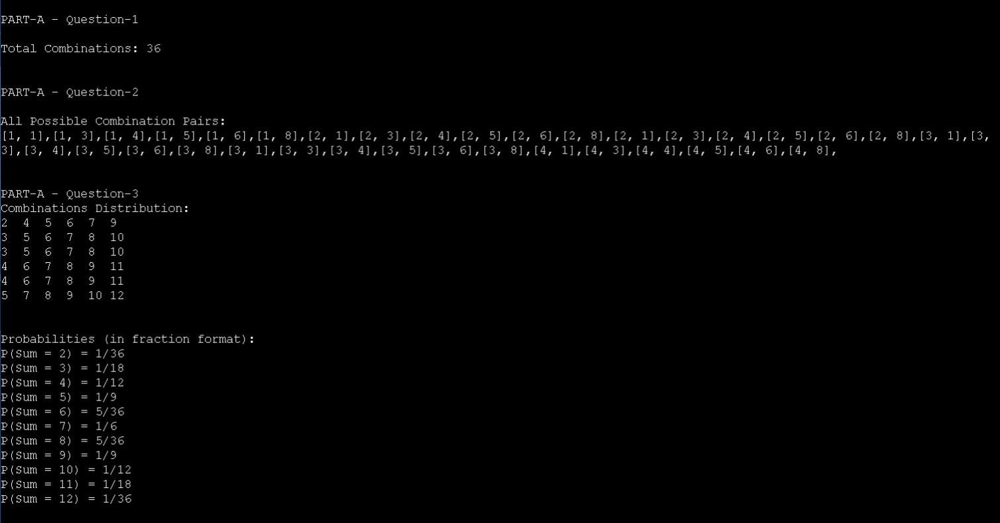 PART-A - Question-1
Total Combinations: 36
PART-A - Question-2
All Possible Combination Pairs:
[1, 1],[1, 3],[1, 4],[1, 5],[1, 6],[1, 8],[2, 1],[2, 3],[2, 4],[2, 5],[2, 6],[2, 8],[2, 1],[2, 3],[2, 4],[2, 5],[2, 6],[2, 8],[3, 1],[3,
3],[3, 4],[3, 5],[3, 6],[3, 8],[3, 1],[3, 3],[3, 4],[3, 5],[3, 6],[3, 8],[4, 1],[4, 3],[4, 4],[4, 5],[4, 6],[4, 8],
PART-A - Question-3
Combinations Distribution:
2 4 5 6 7 9
3 5 6 7 8 10
3 5 6 7 8 10
4 6 7 8 9 11
4 6 7 8 9 11
5 7 8 9 10 12
Probabilities (in fraction format):
P(Sum = 2) = 1/36
P(Sum = 3) = 1/18
P(Sum = 4) = 1/12
P(Sum = 5) = 1/9
P(Sum = 6) = 5/36
P(Sum = 7) = 1/6
P(Sum = 8) = 5/36
P(Sum = 9) = 1/9
P(Sum = 10) = 1/12
P(Sum = 11) = 1/18
P(Sum = 12) = 1/36